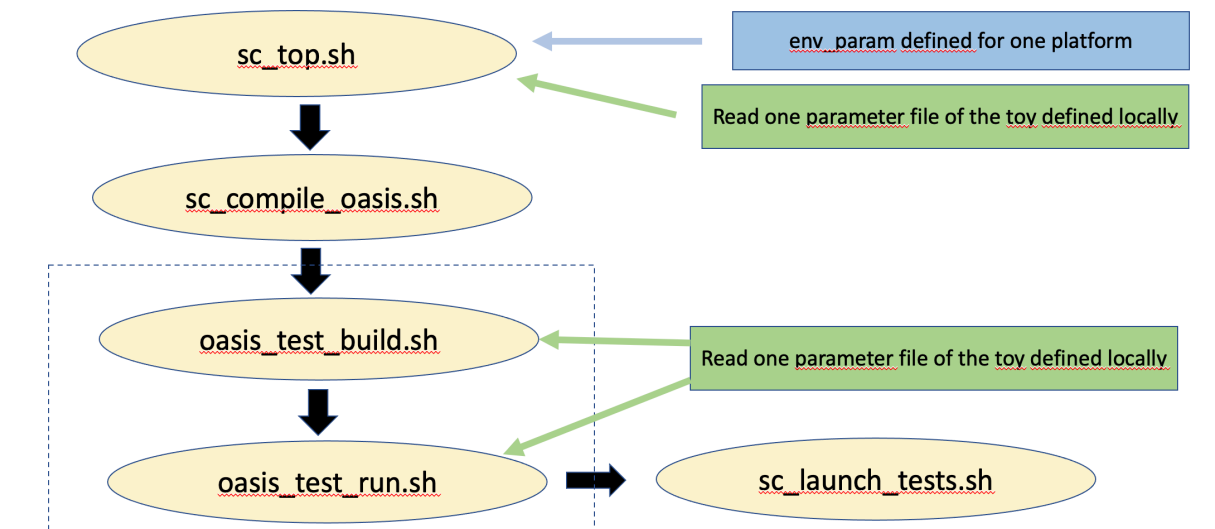 sc_top.sh
env_param defined for one platform
Read one parameter file of the toy defined locally
sc_compile_oasis.sh
oasis_test_build.sh
Read one parameter file of the toy defined locally
oasis_test_run.sh
sc_launch_tests.sh